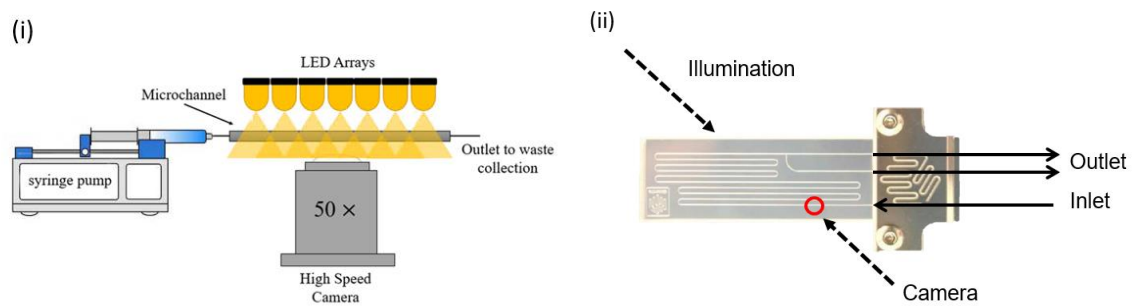 (i)
LED Arrays
Microchannel
Outlet to waste
collection
syringe pump
50 ×
High Speed
Camera
(ii)
Illumination
Outlet
Inlet
Camera